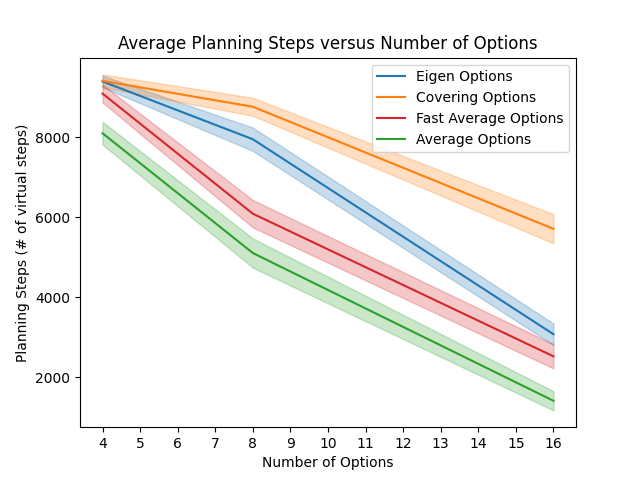 Average Planning Steps versus Number of Options
Eigen Options
Covering Options
Fast Average Options
Average Options
Planning Steps (# of virtual steps)
8000
6000
4000
2000
4 5 6 7 8 9 10 11 12 13 14 15 16
Number of Options